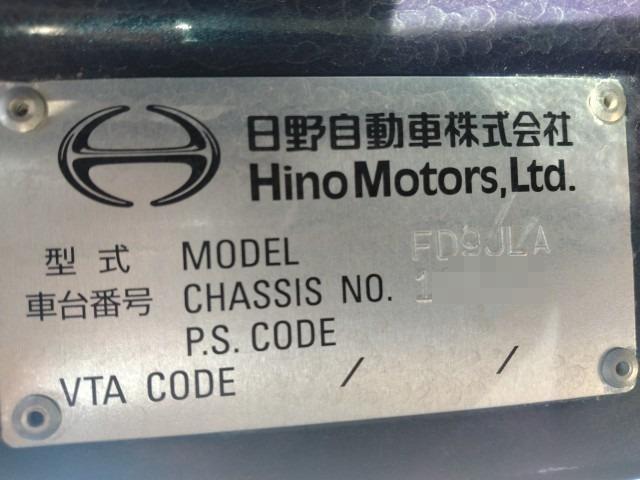 日野自動車株式会社
Hino Motors, Ltd.
型式 MODEL FD9JLA
車台番号 CHASSIS NO. 1
P.S. CODE
VTA CODE / /